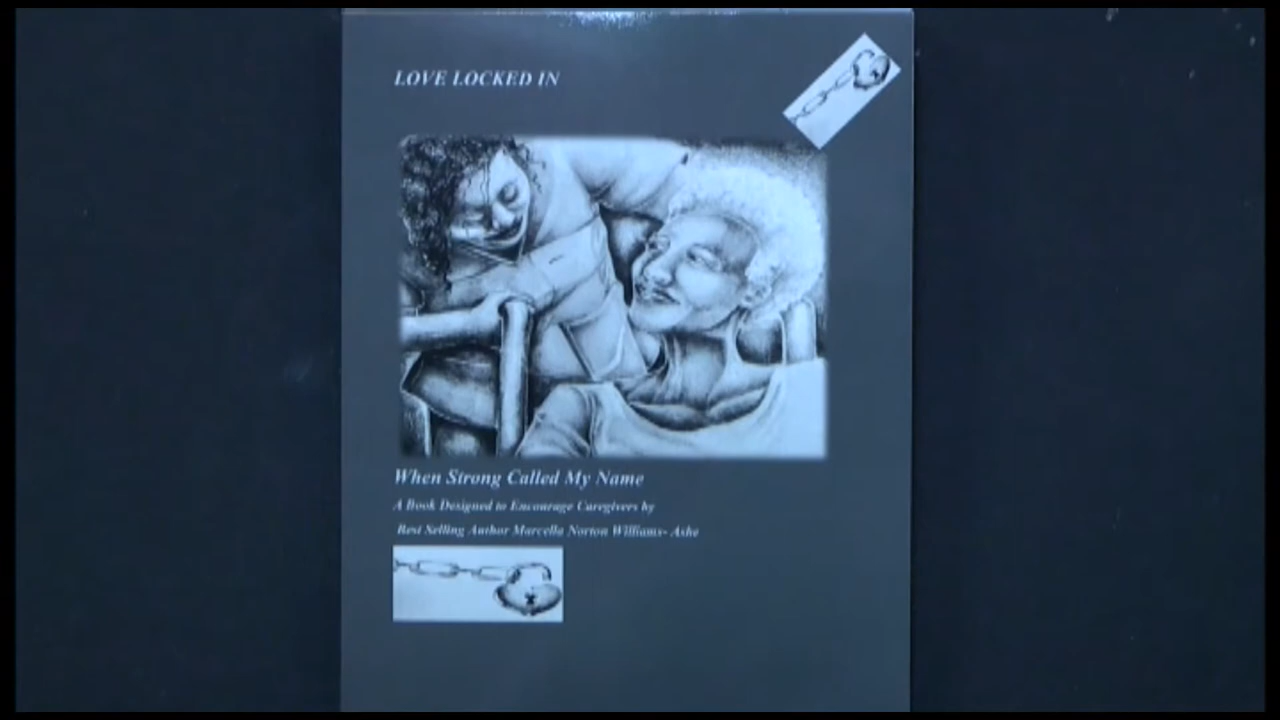 LOVE LOCKED IN
When Strong Called My Name
A Book Designed to Encourage Caregivers by
Best Selling Author Marcella Norton Williams- Ashe